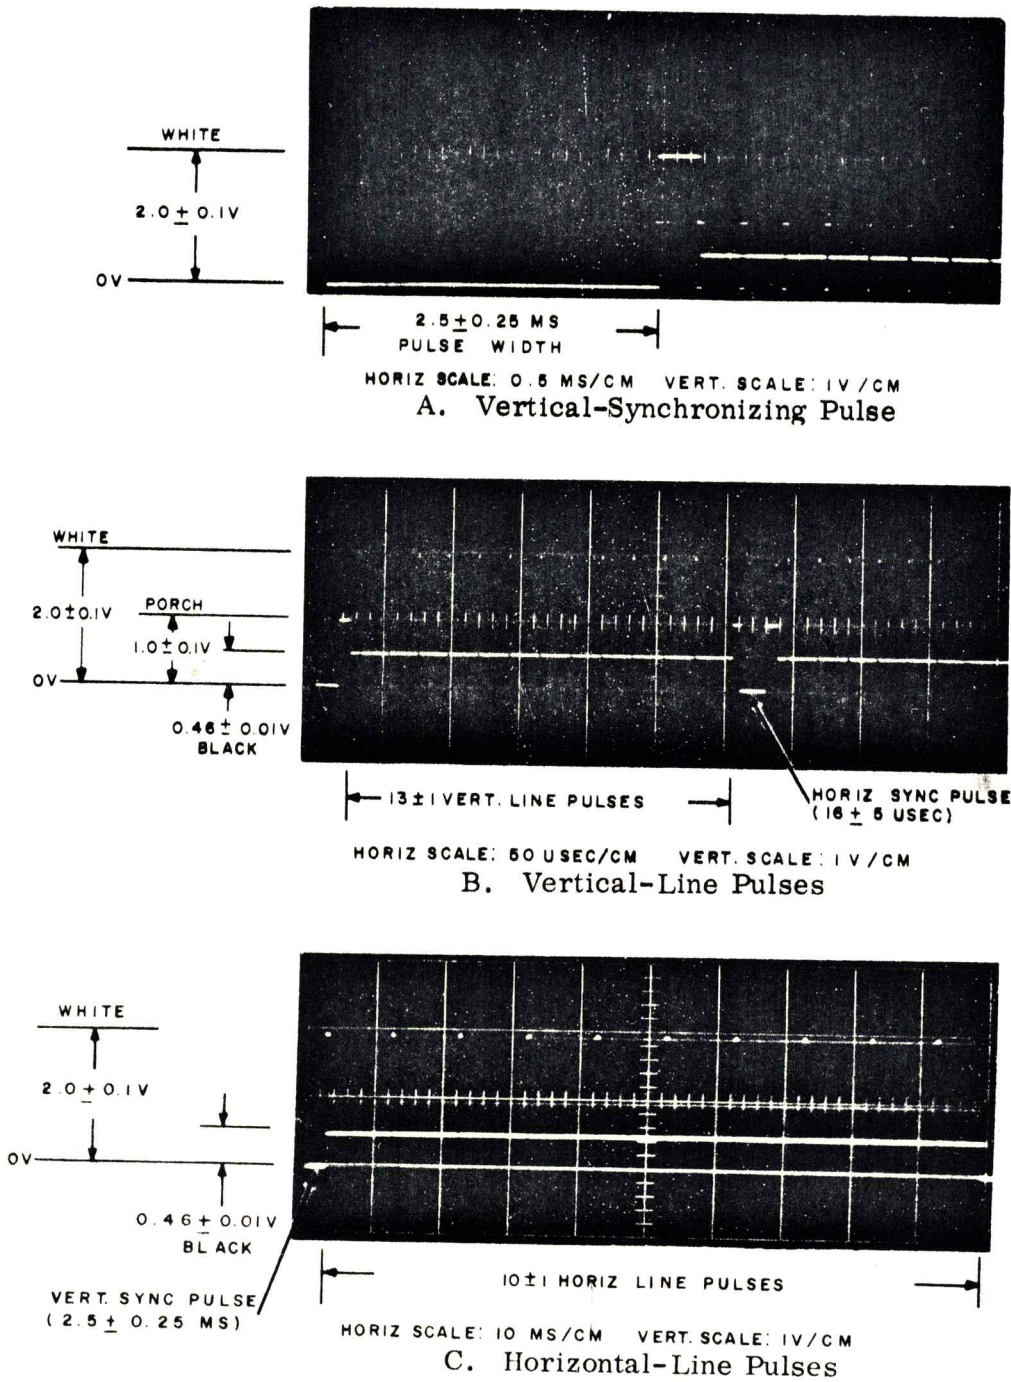 WHITE
2.0 ± 0.1V
0V
2.5 ± 0.25 MS
PULSE WIDTH
HORIZ SCALE: 0.5 MS/CM VERT. SCALE: 1V/CM
A. Vertical-Synchronizing Pulse
WHITE
2.0±0.1V
PORCH
1.0±0.1V
0V
0.46 ± 0.01V
BLACK
13±1 VERT. LINE PULSES
HORIZ SYNC PULSE
(16 ± 5 USEC)
HORIZ SCALE: 50 USEC/CM VERT. SCALE: 1V/CM
B. Vertical-Line Pulses
WHITE
2.0 ± 0.1V
0V
0.46 ± 0.01V
BLACK
VERT. SYNC PULSE
(2.5 ± 0.25 MS)
10±1 HORIZ LINE PULSES
HORIZ SCALE: 10 MS/CM VERT. SCALE: 1V/CM
C. Horizontal-Line Pulses